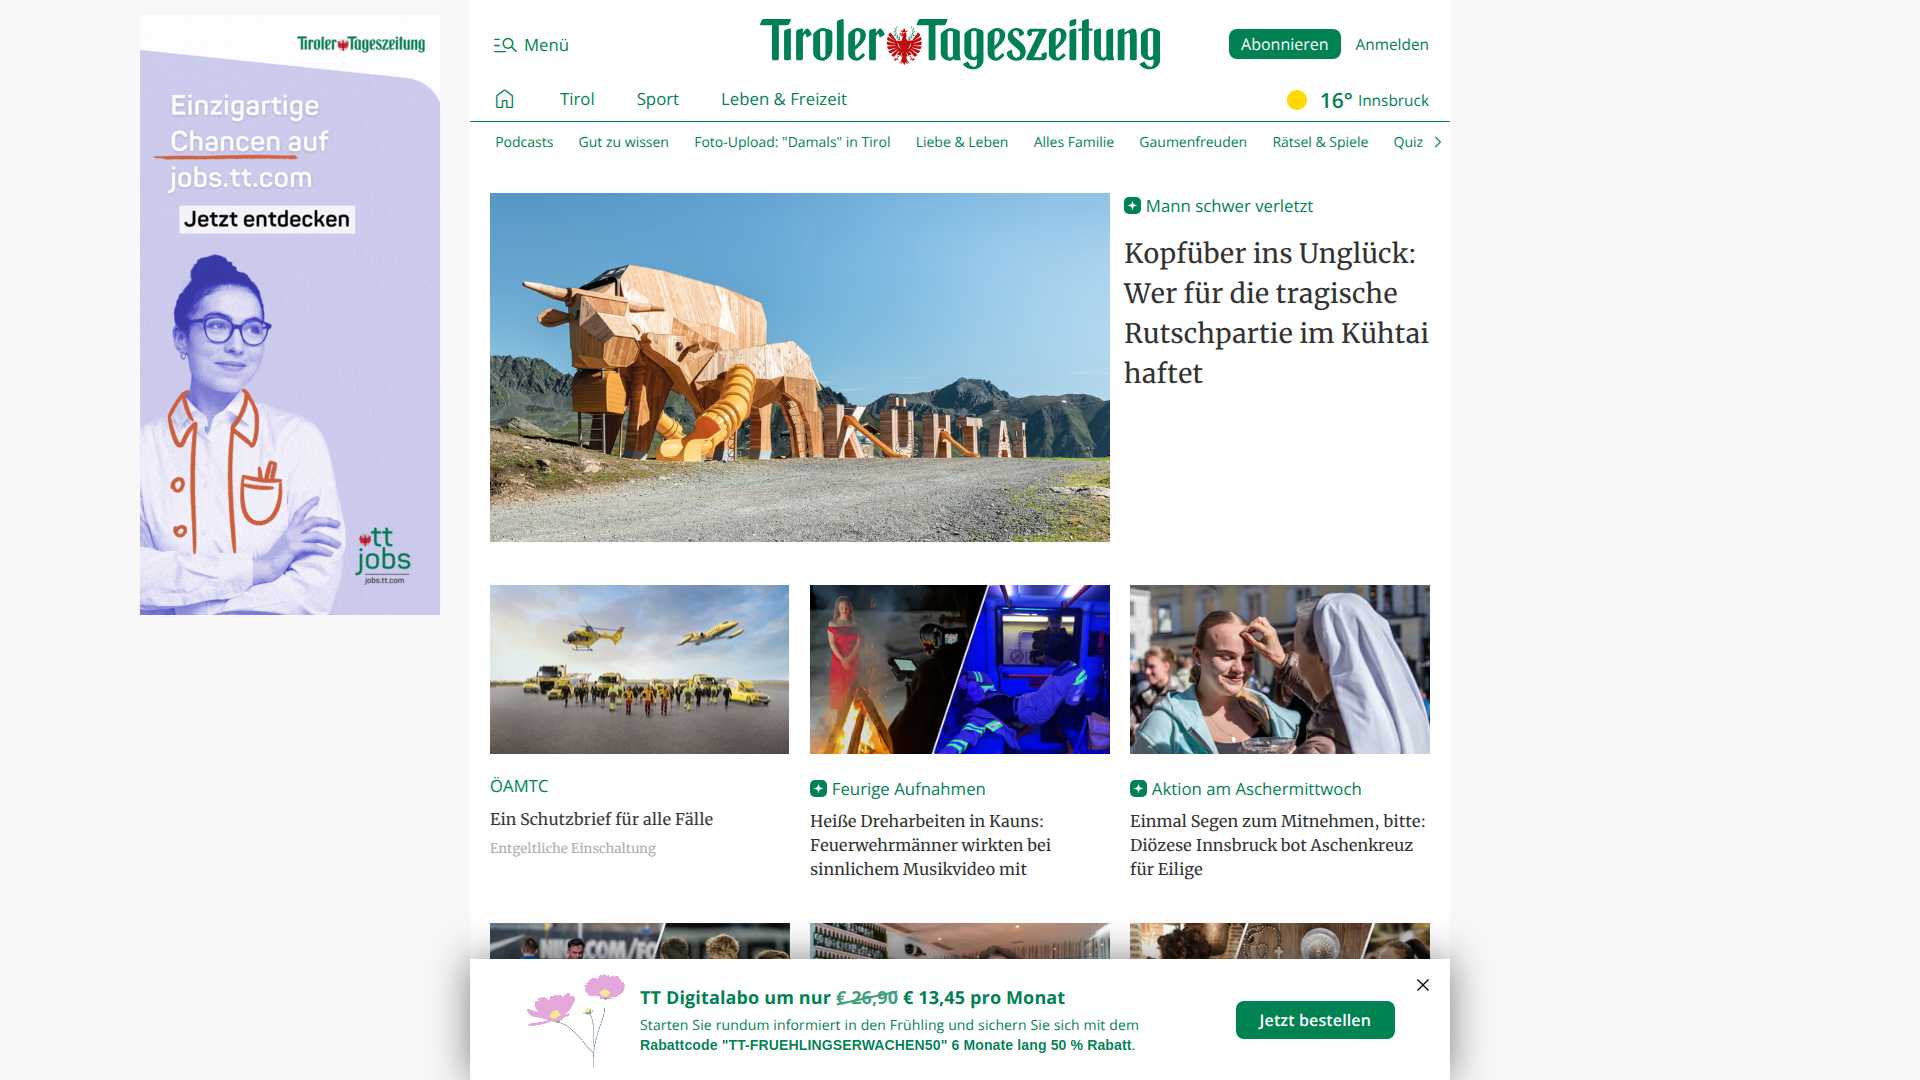 Tiroler Tageszeitung
Einzigartige
Chancen auf
jobs.tt.com
Jetzt entdecken
tt
jobs
jobs.tt.com
Menü
Tiroler Tageszeitung
Abonnieren
Anmelden
Tirol
Sport
Leben & Freizeit
16° Innsbruck
Podcasts
Gut zu wissen
Foto-Upload: "Damals" in Tirol
Liebe & Leben
Alles Familie
Gaumenfreuden
Rätsel & Spiele
Quiz
KÜHTAI
Mann schwer verletzt
Kopfüber ins Unglück:
Wer für die tragische
Rutschpartie im Kühtai
haftet
ÖAMTC
Ein Schutzbrief für alle Fälle
Entgeltliche Einschaltung
Feurige Aufnahmen
Heiße Dreharbeiten in Kauns:
Feuerwehrmänner wirkten bei
sinnlichem Musikvideo mit
Aktion am Aschermittwoch
Einmal Segen zum Mitnehmen, bitte:
Diözese Innsbruck bot Aschenkreuz
für Eilige
TT Digitalabo um nur € 26,90 € 13,45 pro Monat
Starten Sie rundum informiert in den Frühling und sichern Sie sich mit dem
Rabattcode "TT-FRUEHLINGSERWACHEN50" 6 Monate lang 50 % Rabatt.
Jetzt bestellen